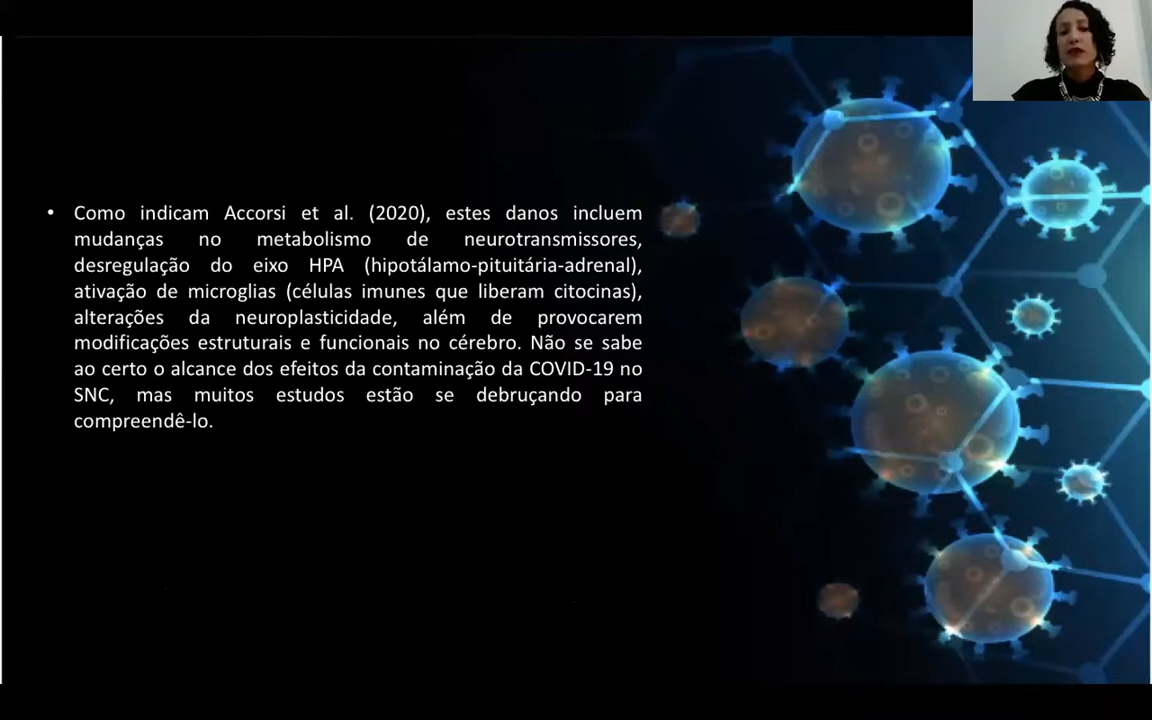 • Como indicam Accorsi et al. (2020), estes danos incluem
mudanças no metabolismo de neurotransmissores,
desregulação do eixo HPA (hipotálamo-pituitária-adrenal),
ativação de microglias (células imunes que liberam citocinas),
alterações da neuroplasticidade, além de provocarem
modificações estruturais e funcionais no cérebro. Não se sabe
ao certo o alcance dos efeitos da contaminação da COVID-19 no
SNC, mas muitos estudos estão se debruçando para
compreendê-lo.